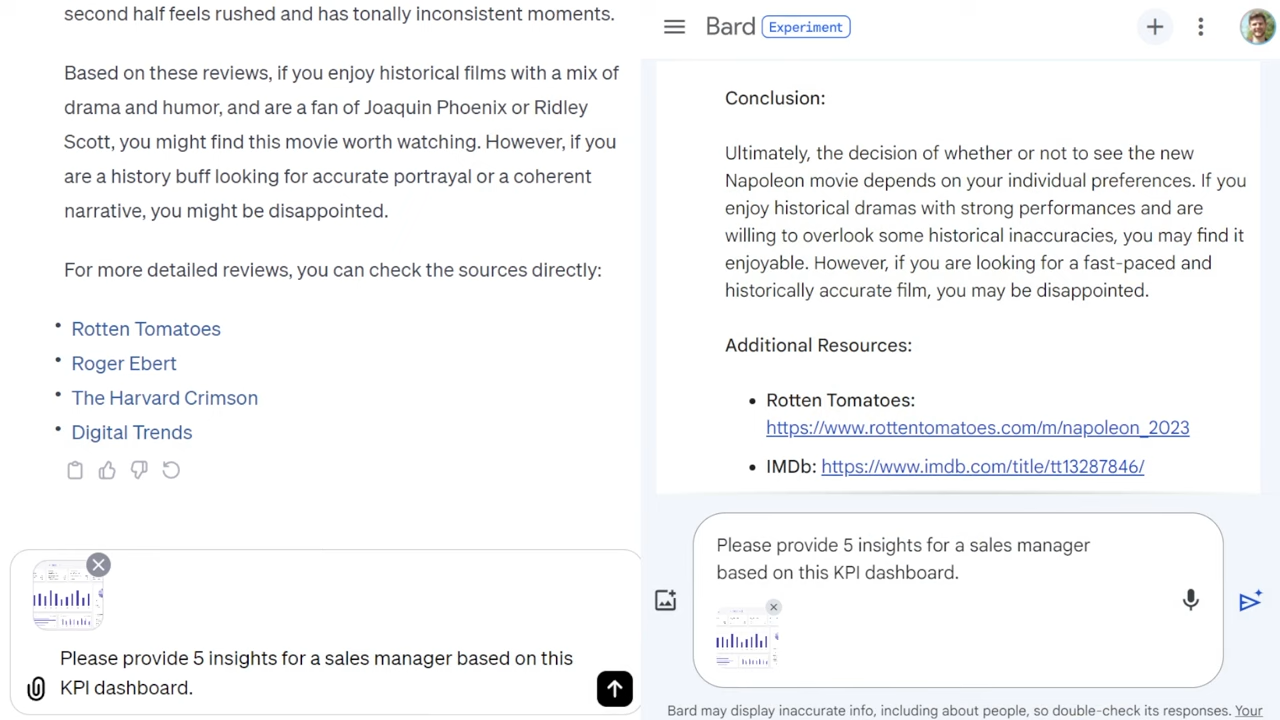 second half feels rushed and has tonally inconsistent moments.
Based on these reviews, if you enjoy historical films with a mix of
drama and humor, and are a fan of Joaquin Phoenix or Ridley
Scott, you might find this movie worth watching. However, if you
are a history buff looking for accurate portrayal or a coherent
narrative, you might be disappointed.
For more detailed reviews, you can check the sources directly:
• Rotten Tomatoes
• Roger Ebert
• The Harvard Crimson
• Digital Trends
Please provide 5 insights for a sales manager based on this
KPI dashboard.
Bard Experiment
Conclusion:
Ultimately, the decision of whether or not to see the new
Napoleon movie depends on your individual preferences. If you
enjoy historical dramas with strong performances and are
willing to overlook some historical inaccuracies, you may find it
enjoyable. However, if you are looking for a fast-paced and
historically accurate film, you may be disappointed.
Additional Resources:
• Rotten Tomatoes:
https://www.rottentomatoes.com/m/napoleon_2023
• IMDb: https://www.imdb.com/title/tt13287846/
Please provide 5 insights for a sales manager
based on this KPI dashboard.
Bard may display inaccurate info, including about people, so double-check its responses. Your